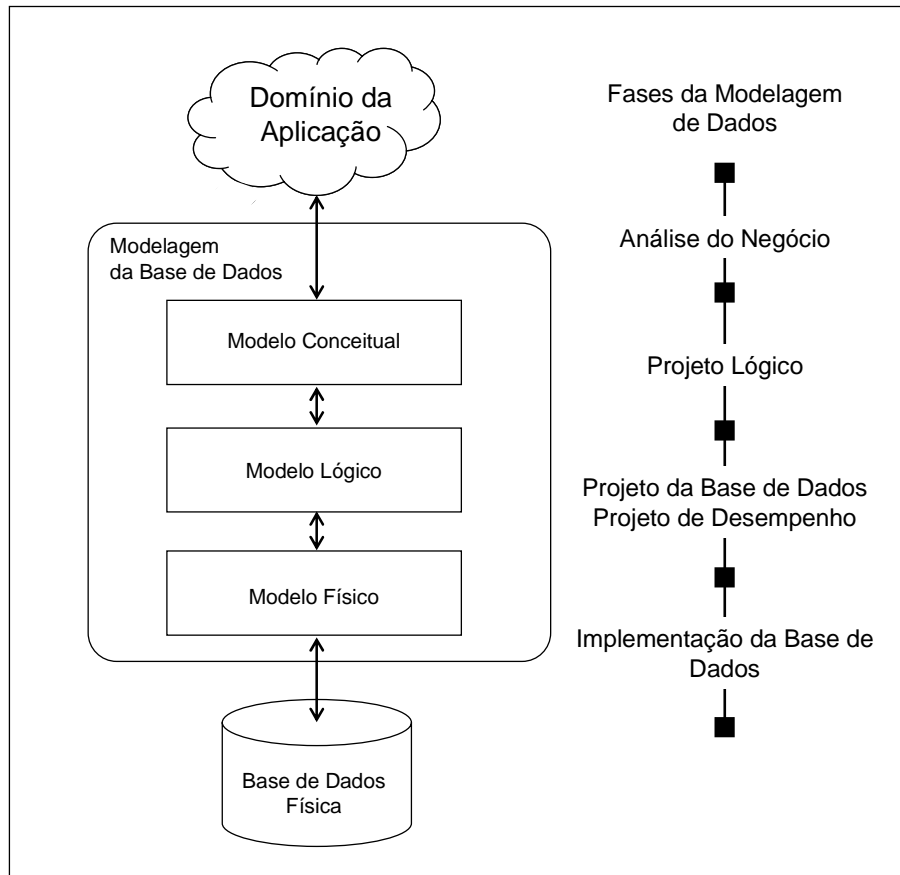 Domínio da
Aplicação
Modelagem
da Base de Dados
Modelo Conceitual
Modelo Lógico
Modelo Físico
Base de Dados
Física
Fases da Modelagem
de Dados
Análise do Negócio
Projeto Lógico
Projeto da Base de Dados
Projeto de Desempenho
Implementação da Base de
Dados